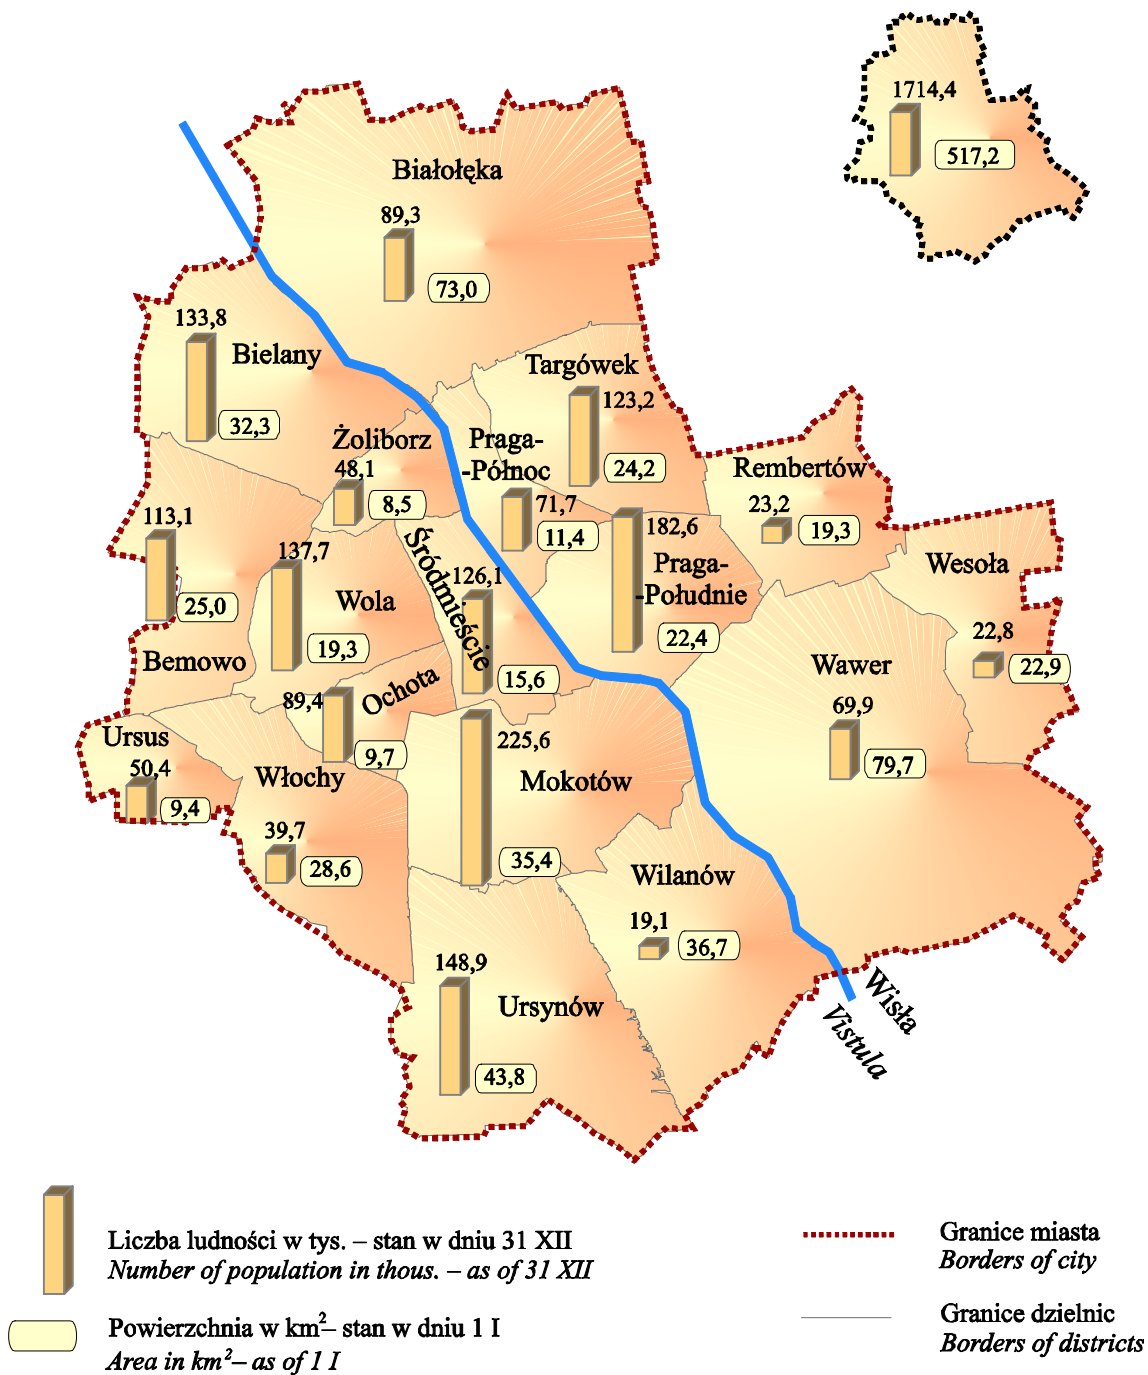 1714,4
517,2
Białołęka
89,3
73,0
133,8
Bielany
32,3
Targówek
123,2
24,2
Żoliborz
48,1
8,5
Praga-
-Północ
71,7
11,4
Rembertów
23,2
19,3
113,1
25,0
Bemowo
137,7
Wola
19,3
Śródmieście
126,1
15,6
182,6
Praga-
-Południe
22,4
Wesoła
22,8
22,9
Wawer
69,9
79,7
89,4
Ochota
9,7
Ursus
50,4
9,4
Włochy
39,7
28,6
225,6
Mokotów
35,4
Wilanów
19,1
36,7
148,9
Ursynów
43,8
Wisła
Vistula
Liczba ludności w tys. – stan w dniu 31 XII
Number of population in thous. – as of 31 XII
Powierzchnia w km²– stan w dniu 1 I
Area in km²– as of 1 I
Granice miasta
Borders of city
Granice dzielnic
Borders of districts